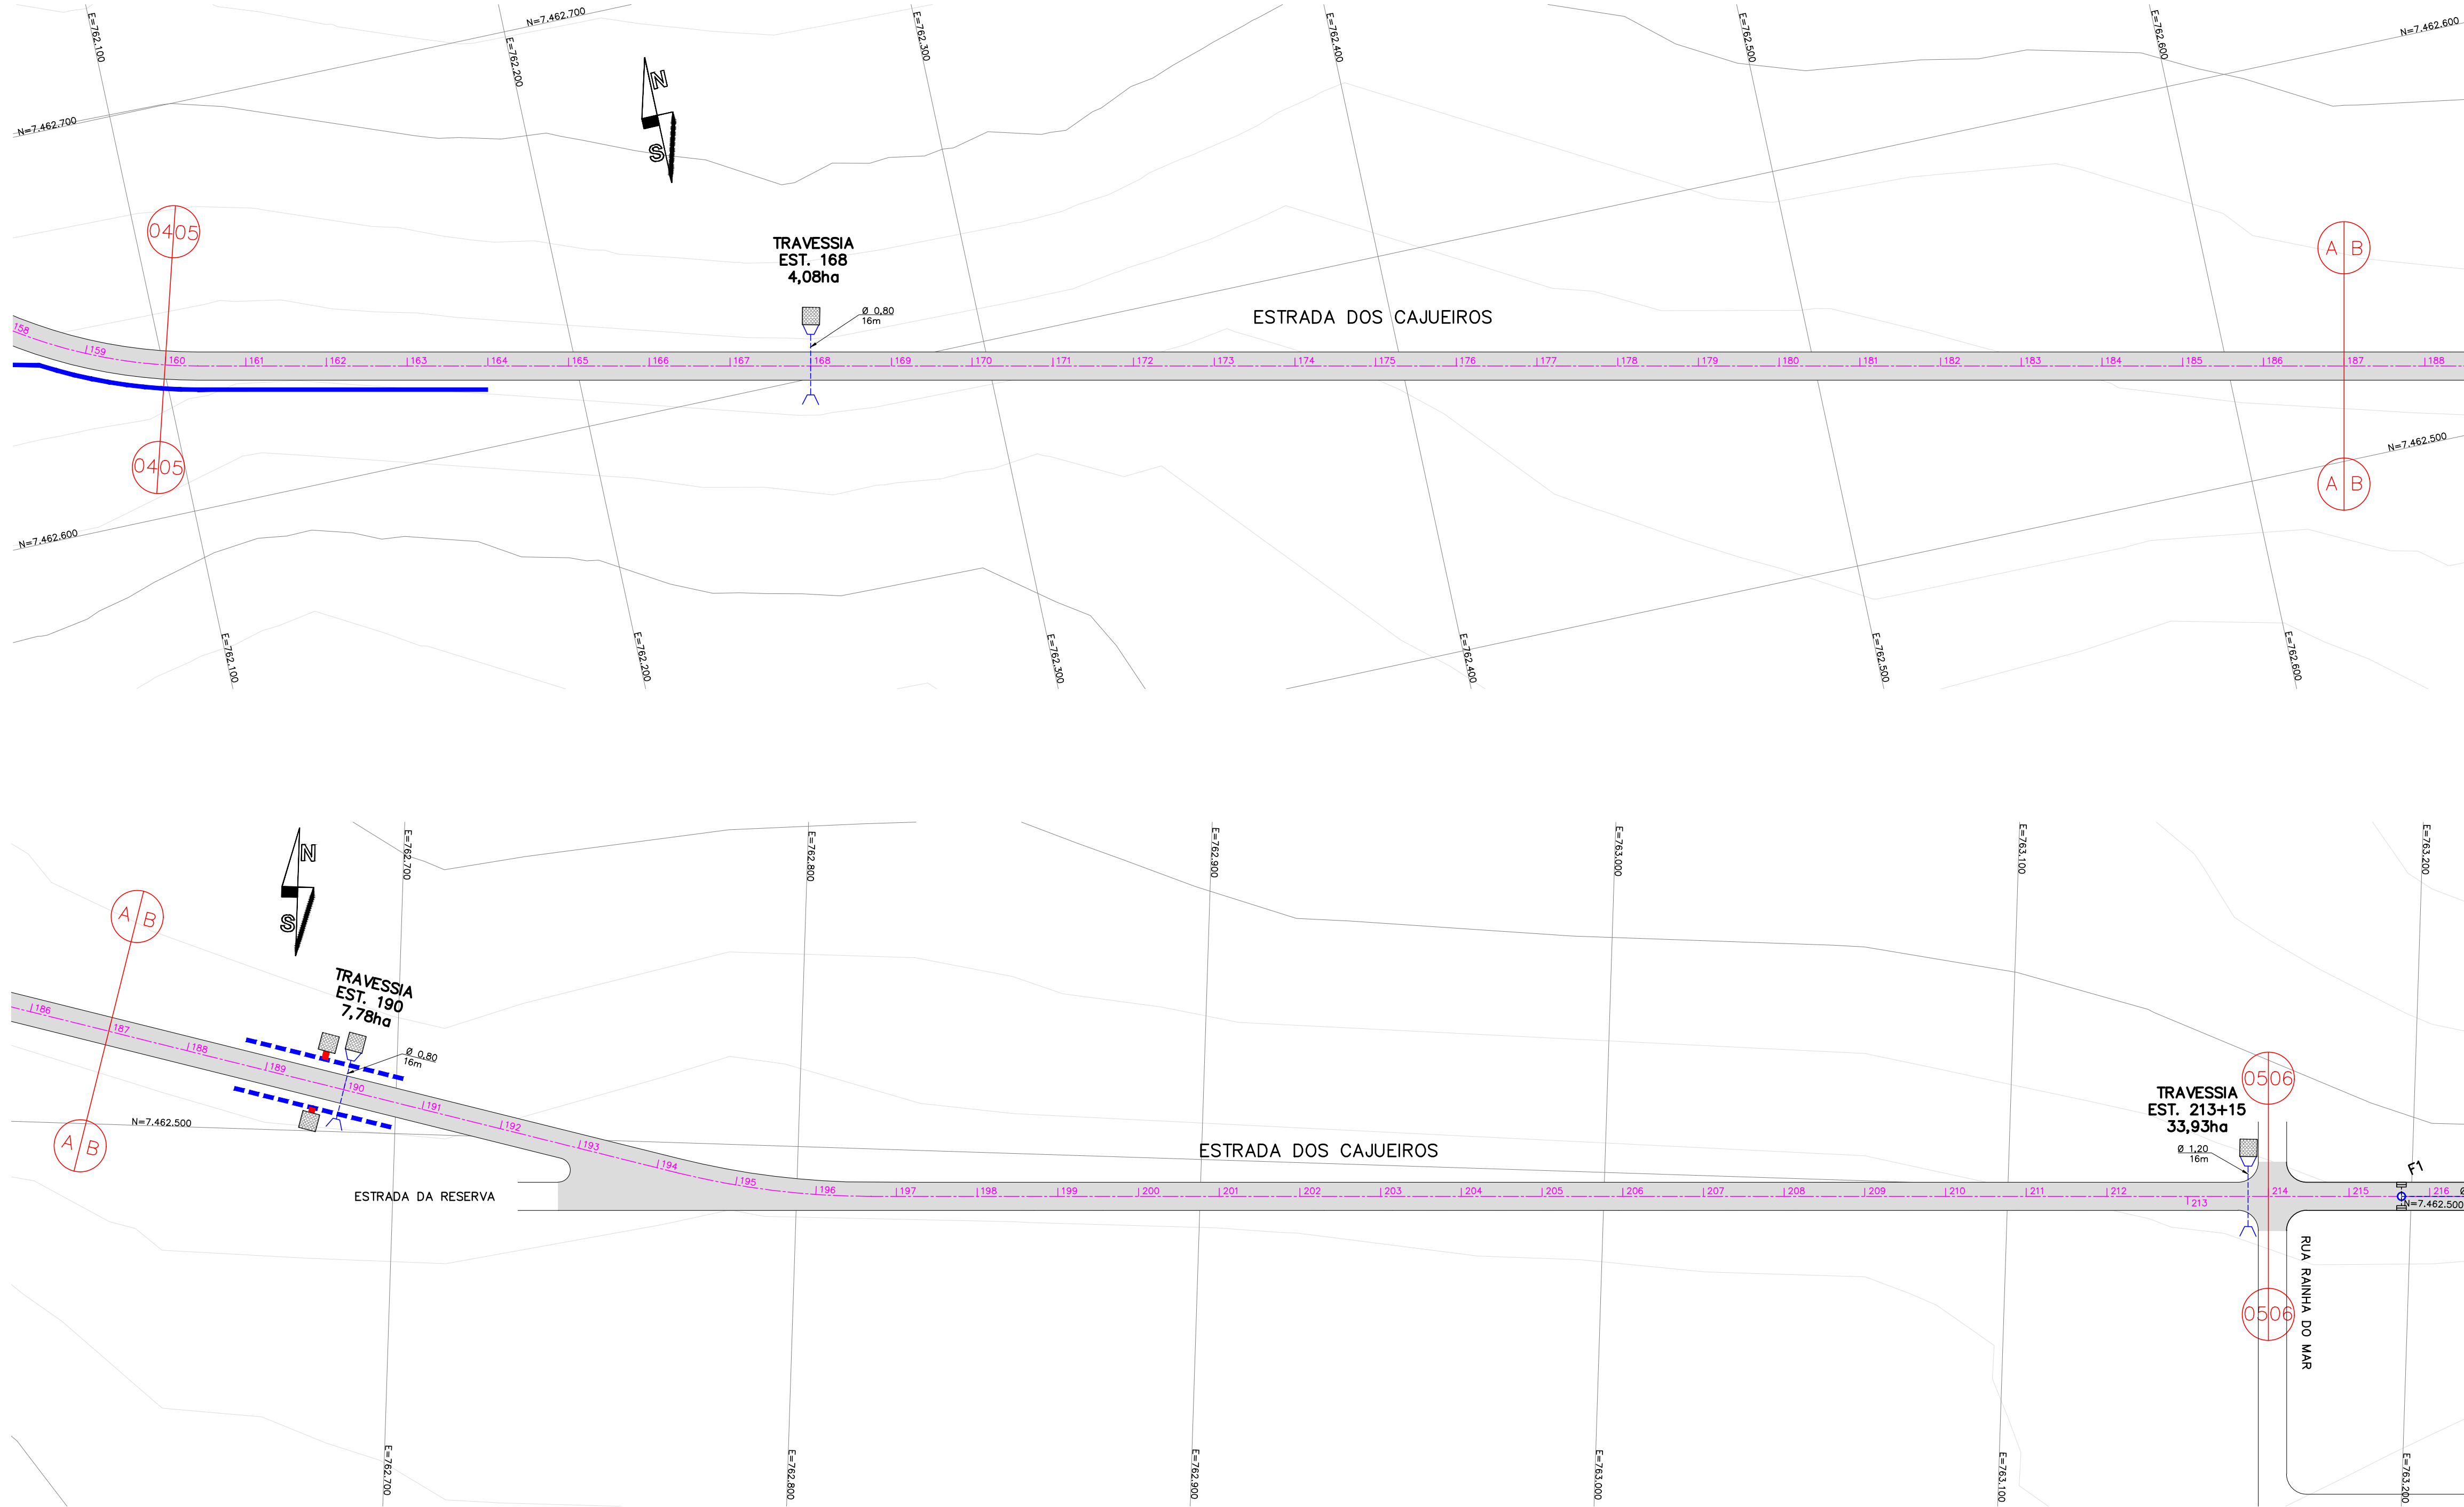 E=762.100
N=7.462.700
E=762.200
E=762.300
E=762.400
E=762.500
E=762.600
N=7.462.600
N=7.462.700
N
S
0405
TRAVESSIA
EST. 168
4,08ha
A B
Ø 0,80
16m
ESTRADA DOS CAJUEIROS
158
159
160 161 162 163 164 165 166 167 168 169 170 171 172 173 174 175 176 177 178 179 180 181 182 183 184 185 186 187 188
0405
A B
N=7.462.500
N=7.462.600
E=762.100
E=762.200
E=762.300
E=762.400
E=762.500
E=762.600
E=762.700
E=762.800
E=762.900
E=763.000
E=763.100
E=763.200
N
S
A B
TRAVESSIA
EST. 190
7,78ha
186
187
188
189
190
191
192
193
194
195
196 197 198 199 200 201 202 203 204 205 206 207 208 209 210 211 212
213
214 215 216
Ø 0,80
16m
A B
N=7.462.500
ESTRADA DOS CAJUEIROS
ESTRADA DA RESERVA
0506
TRAVESSIA
EST. 213+15
33,93ha
Ø 1,20
16m
F1
Ø
N=7.462.500
RUA RAINHA DO MAR
0506
E=762.700
E=762.800
E=762.900
E=763.000
E=763.100
E=763.200